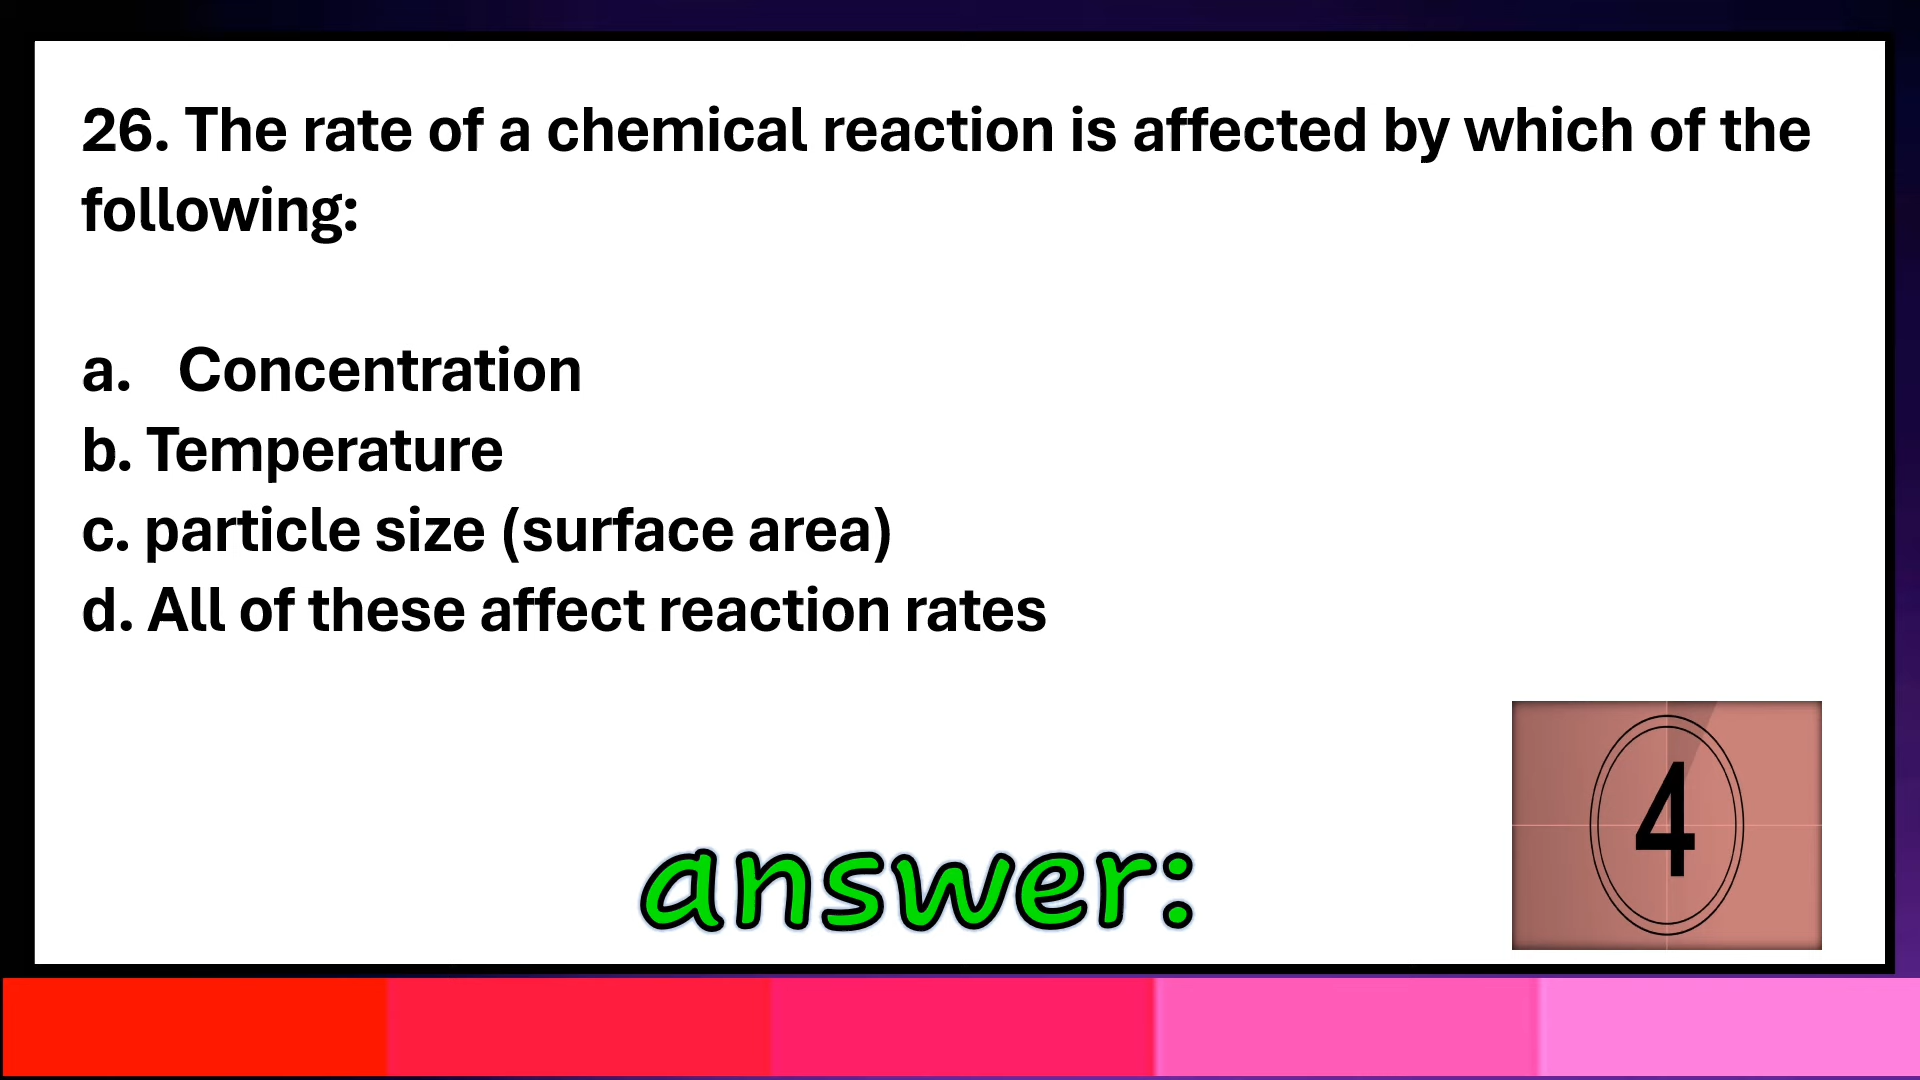 26. The rate of a chemical reaction is affected by which of the
following:
a. Concentration
b. Temperature
c. particle size (surface area)
d. All of these affect reaction rates
4
answer: